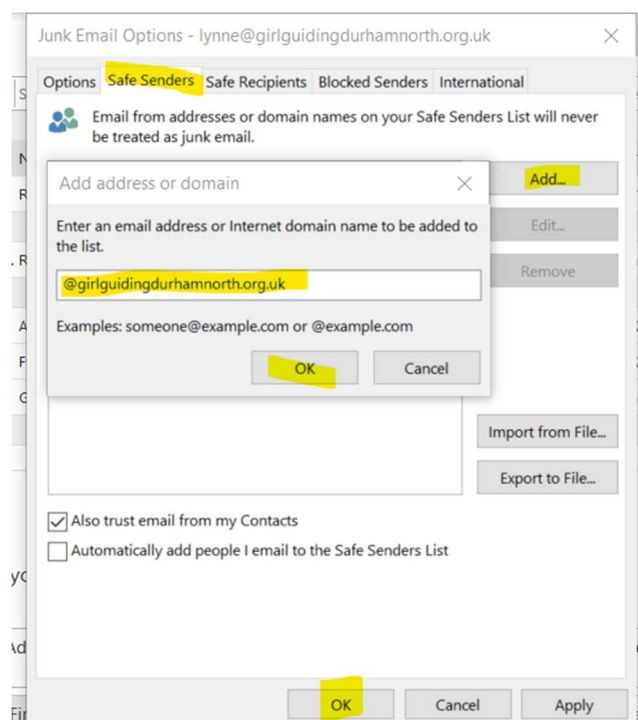 Junk Email Options - lynne@girlguidingdurhamnorth.org.uk
Options Safe Senders Safe Recipients Blocked Senders International
Email from addresses or domain names on your Safe Senders List will never
be treated as junk email.
Add address or domain
Add...
Enter an email address or Internet domain name to be added to
the list.
Edit...
@girlguidingdurhamnorth.org.uk
Remove
Examples: someone@example.com or @example.com
OK Cancel
Import from File...
Export to File...
Also trust email from my Contacts
Automatically add people I email to the Safe Senders List
OK Cancel Apply